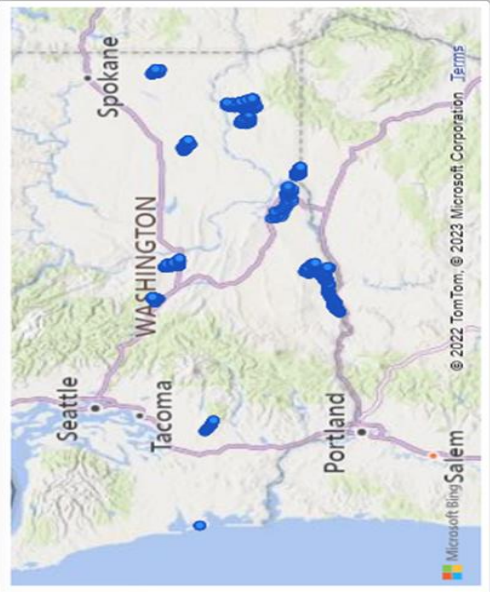 Spokane
WASHINGTON
Seattle
Tacoma
Portland
Salem
Microsoft Bing
© 2022 TomTom, © 2023 Microsoft Corporation Terms